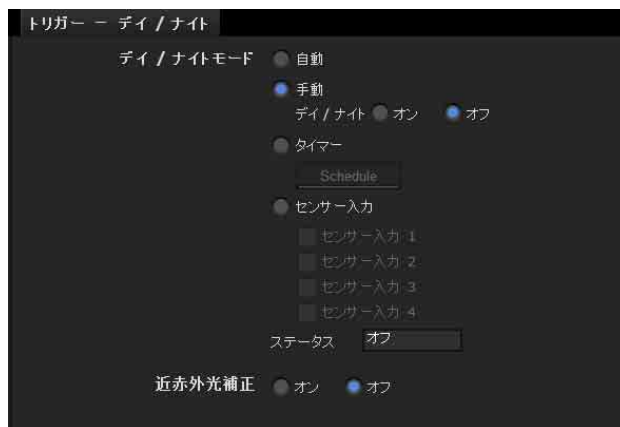 トリガー － デイ / ナイト
デイ / ナイトモード 自動
手動
デイ / ナイト オン オフ
タイマー
Schedule
センサー入力
センサー入力 1
センサー入力 2
センサー入力 3
センサー入力 4
ステータス オフ
近赤外光補正 オン オフ